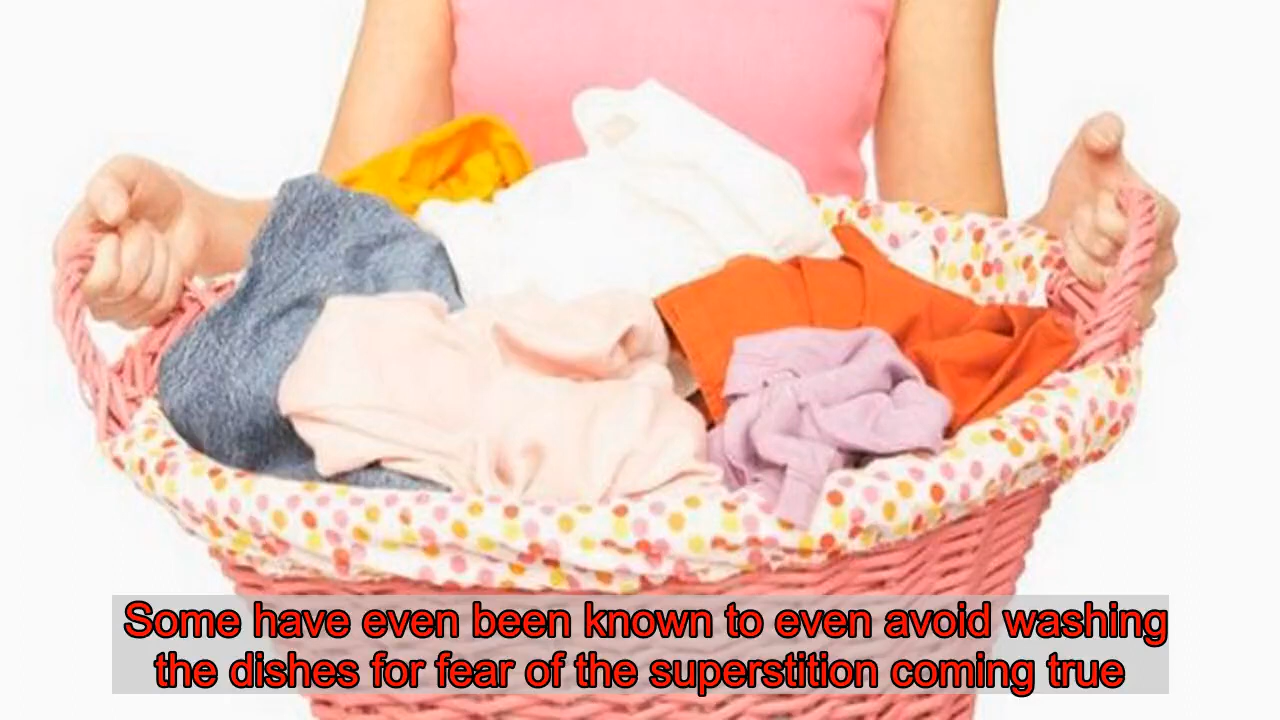 Some have even been known to even avoid washing
the dishes for fear of the superstition coming true